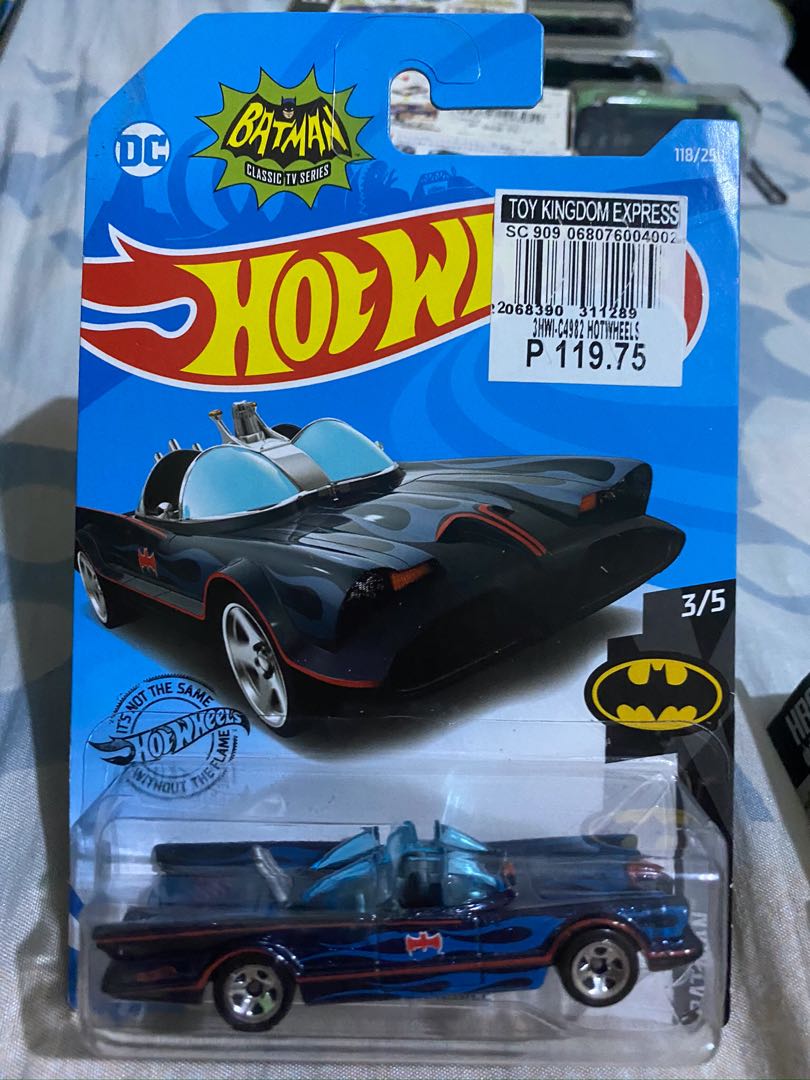 DC
BATMAN
CLASSIC TV SERIES
118/25
TOY KINGDOM EXPRESS
SC 909 068076004002
2068390 311289
3HWI-C4982 HOTWHEELS
P 119.75
HOT W
3/5
IT'S NOT THE SAME
HOT WHEELS
WITHOUT THE FLAME